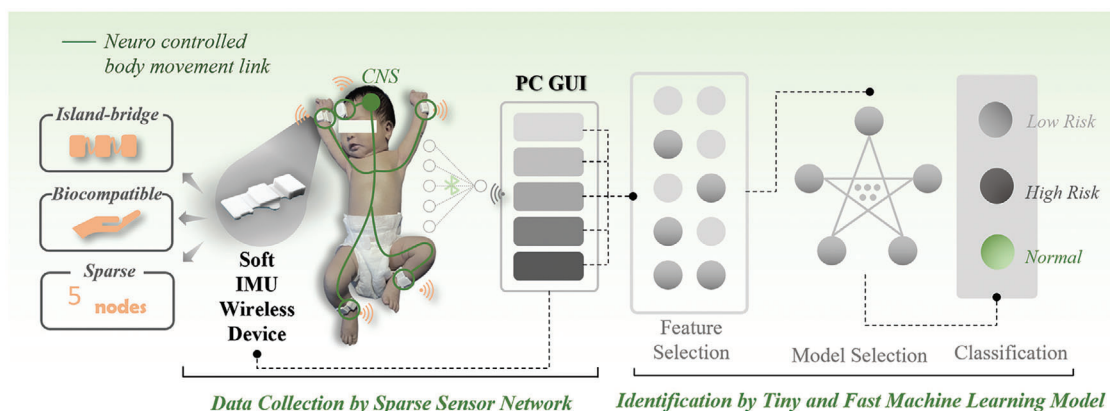 Neuro controlled
body movement link
CNS
PC GUI
Island-bridge
Biocompatible
Sparse
5 nodes
Soft
IMU
Wireless
Device
Feature
Selection
Model Selection
Low Risk
High Risk
Normal
Classification
Data Collection by Sparse Sensor Network
Identification by Tiny and Fast Machine Learning Model